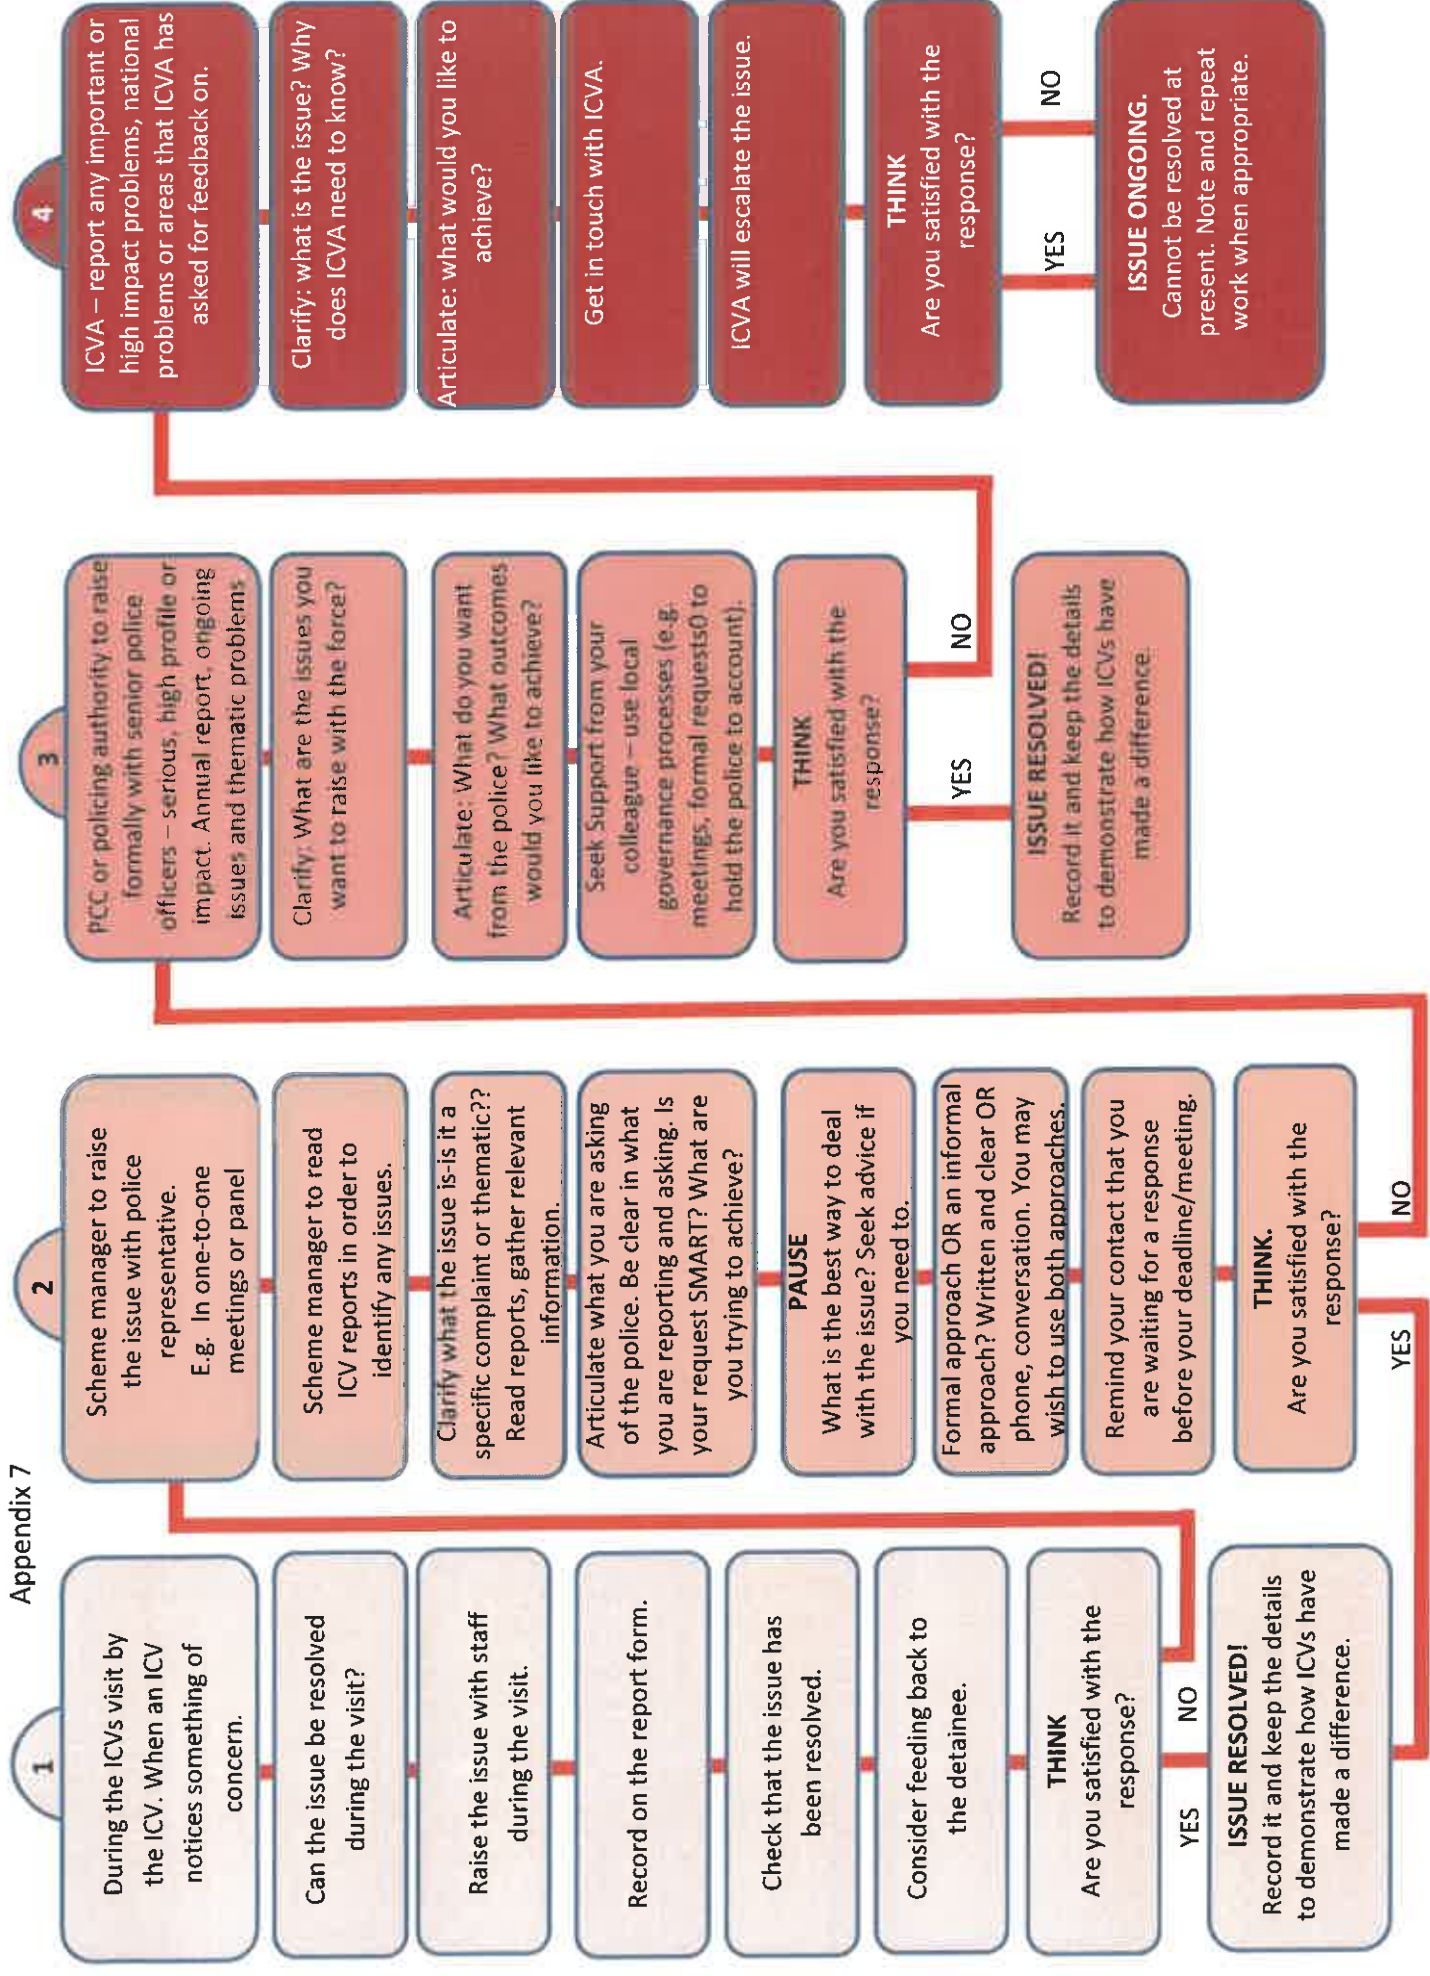 Appendix 7
1
During the ICVs visit by
the ICV. When an ICV
notices something of
concern.
Can the issue be resolved
during the visit?
Raise the issue with staff
during the visit.
Record on the report form.
Check that the issue has
been resolved.
Consider feeding back to
the detainee.
THINK
Are you satisfied with the
response?
YES
NO
ISSUE RESOLVED!
Record it and keep the details
to demonstrate how ICVs have
made a difference.
2
Scheme manager to raise
the issue with police
representative.
E.g. In one-to-one
meetings or panel
Scheme manager to read
ICV reports in order to
identify any issues.
Clarify what the issue is-is it a
specific complaint or thematic??
Read reports, gather relevant
information.
Articulate what you are asking
of the police. Be clear in what
you are reporting and asking. Is
your request SMART? What are
you trying to achieve?
PAUSE
What is the best way to deal
with the issue? Seek advice if
you need to.
Formal approach OR an informal
approach? Written and clear OR
phone, conversation. You may
wish to use both approaches.
Remind your contact that you
are waiting for a response
before your deadline/meeting.
THINK.
Are you satisfied with the
response?
YES
NO
3
PCC or policing authority to raise
formally with senior police
officers – serious, high profile or
impact. Annual report, ongoing
issues and thematic problems
Clarify: What are the issues you
want to raise with the force?
Articulate: What do you want
from the police? What outcomes
would you like to achieve?
Seek Support from your
colleague – use local
governance processes (e.g.
meetings, formal requests0 to
hold the police to account).
THINK
Are you satisfied with the
response?
YES
NO
ISSUE RESOLVED!
Record it and keep the details
to demonstrate how ICVs have
made a difference.
4
ICVA – report any important or
high impact problems, national
problems or areas that ICVA has
asked for feedback on.
Clarify: what is the issue? Why
does ICVA need to know?
Articulate: what would you like to
achieve?
Get in touch with ICVA.
ICVA will escalate the issue.
THINK
Are you satisfied with the
response?
YES
NO
ISSUE ONGOING.
Cannot be resolved at
present. Note and repeat
work when appropriate.